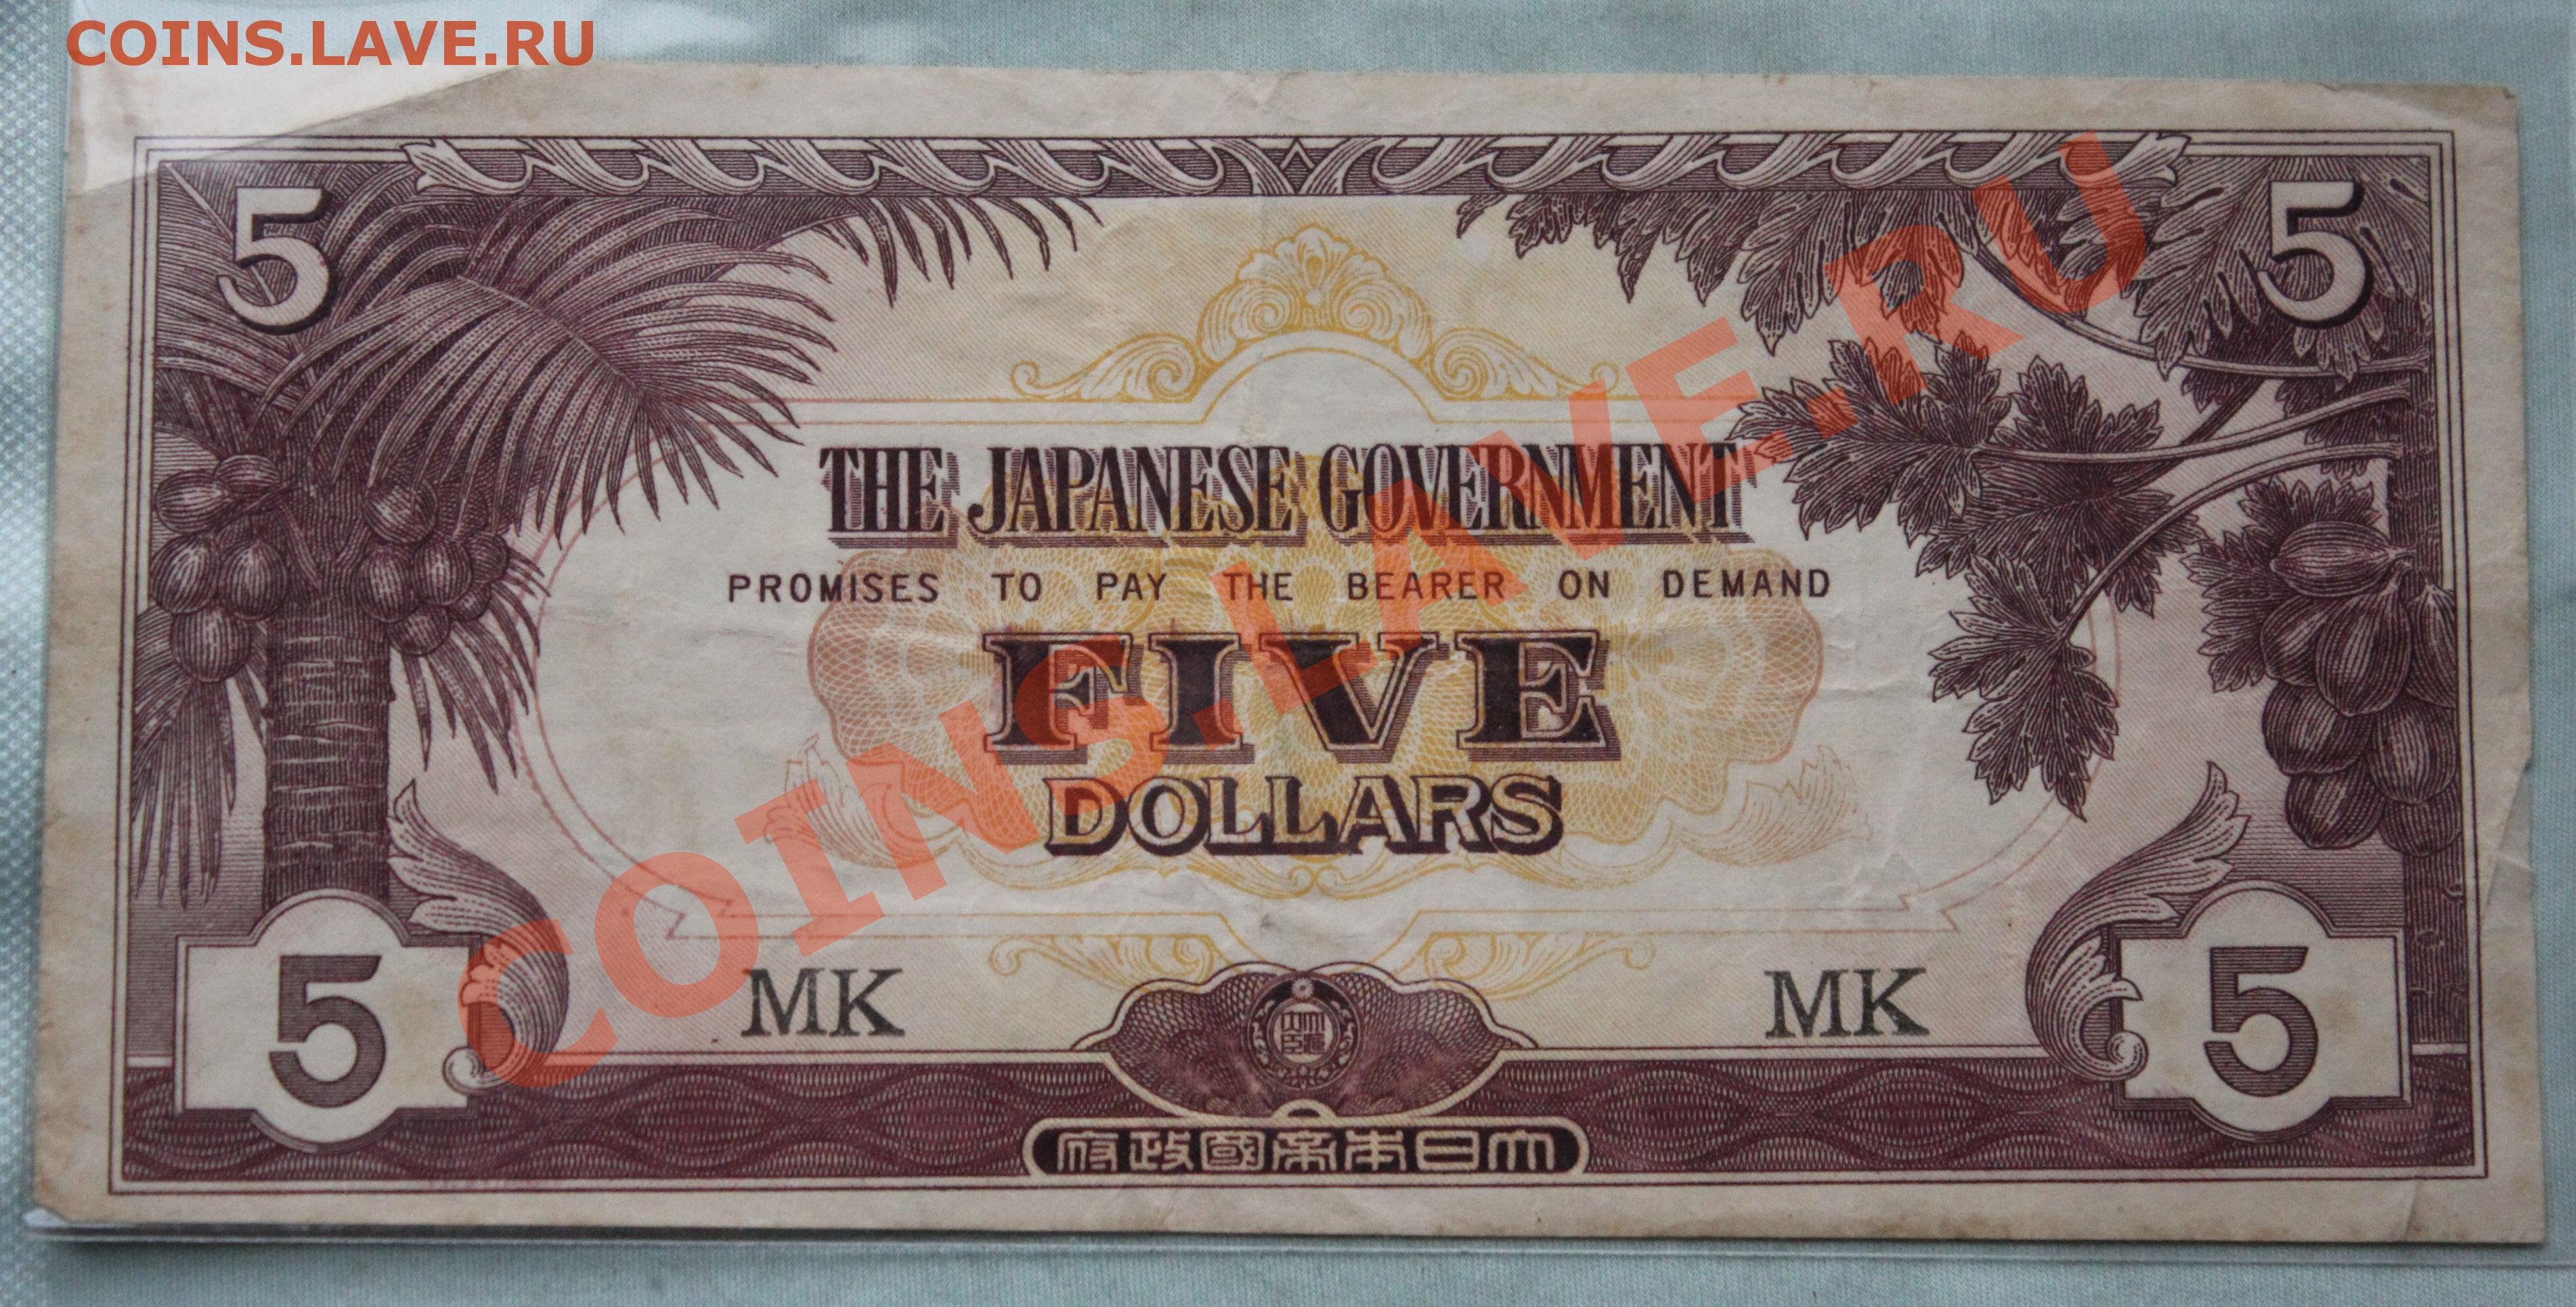 COINS.LAVE.RU
5 5
THE JAPANESE GOVERNMENT
PROMISES TO PAY THE BEARER ON DEMAND
FIVE
DOLLARS
COINS.LAVE.RU
MK MK
5 5
府政國帝本日大